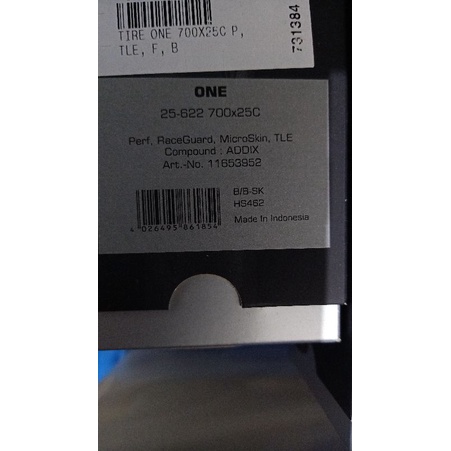 TIRE ONE 700X25C P,
TLE, F, B
731384
ONE
25-622 700x25C
Perf, RaceGuard, MicroSkin, TLE
Compound : ADDIX
Art.-No. 11653952
B/B-SK
HS462
Made in Indonesia
4 026495 861854